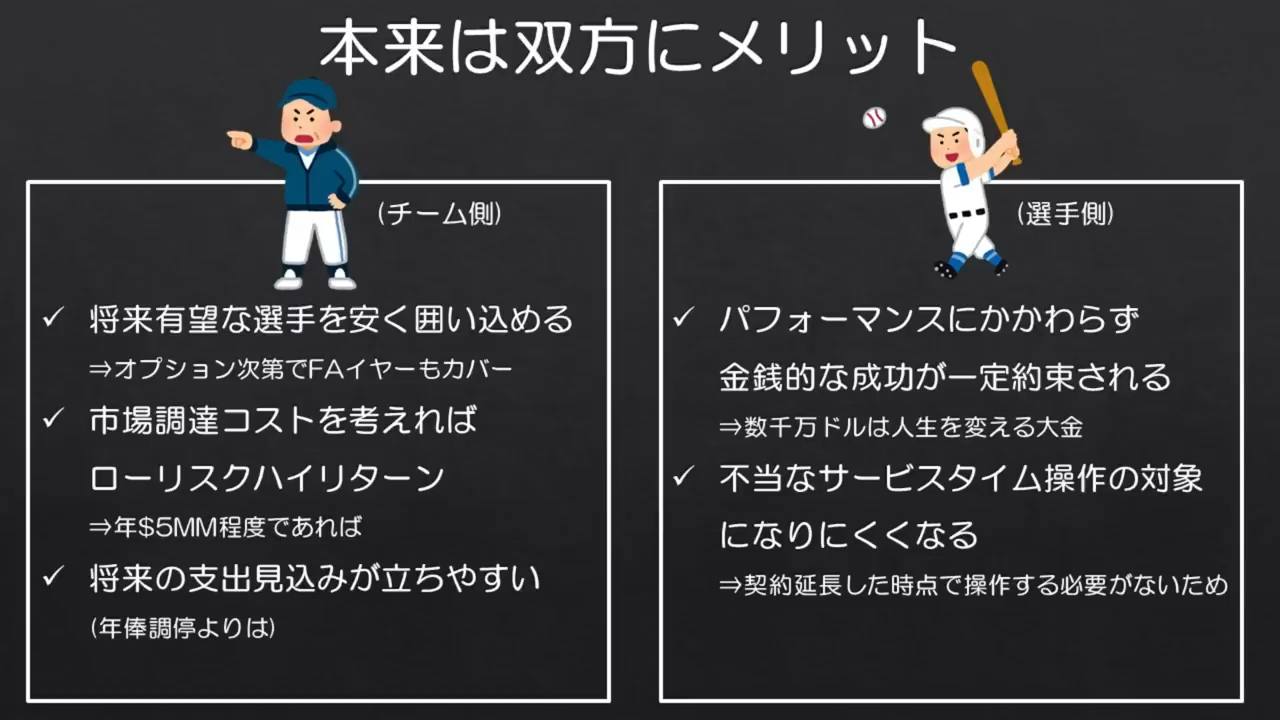 本来は双方にメリット
(チーム側)
✓ 将来有望な選手を安く囲い込める
⇒オプション次第でFAイヤーもカバー
✓ 市場調達コストを考えれば
ローリスクハイリターン
⇒年$5MM程度であれば
✓ 将来の支出見込みが立ちやすい
(年俸調停よりは)
(選手側)
✓ パフォーマンスにかかわらず
金銭的な成功が一定約束される
⇒数千万ドルは人生を変える大金
✓ 不当なサービスタイム操作の対象
になりにくくなる
⇒契約延長した時点で操作する必要がないため